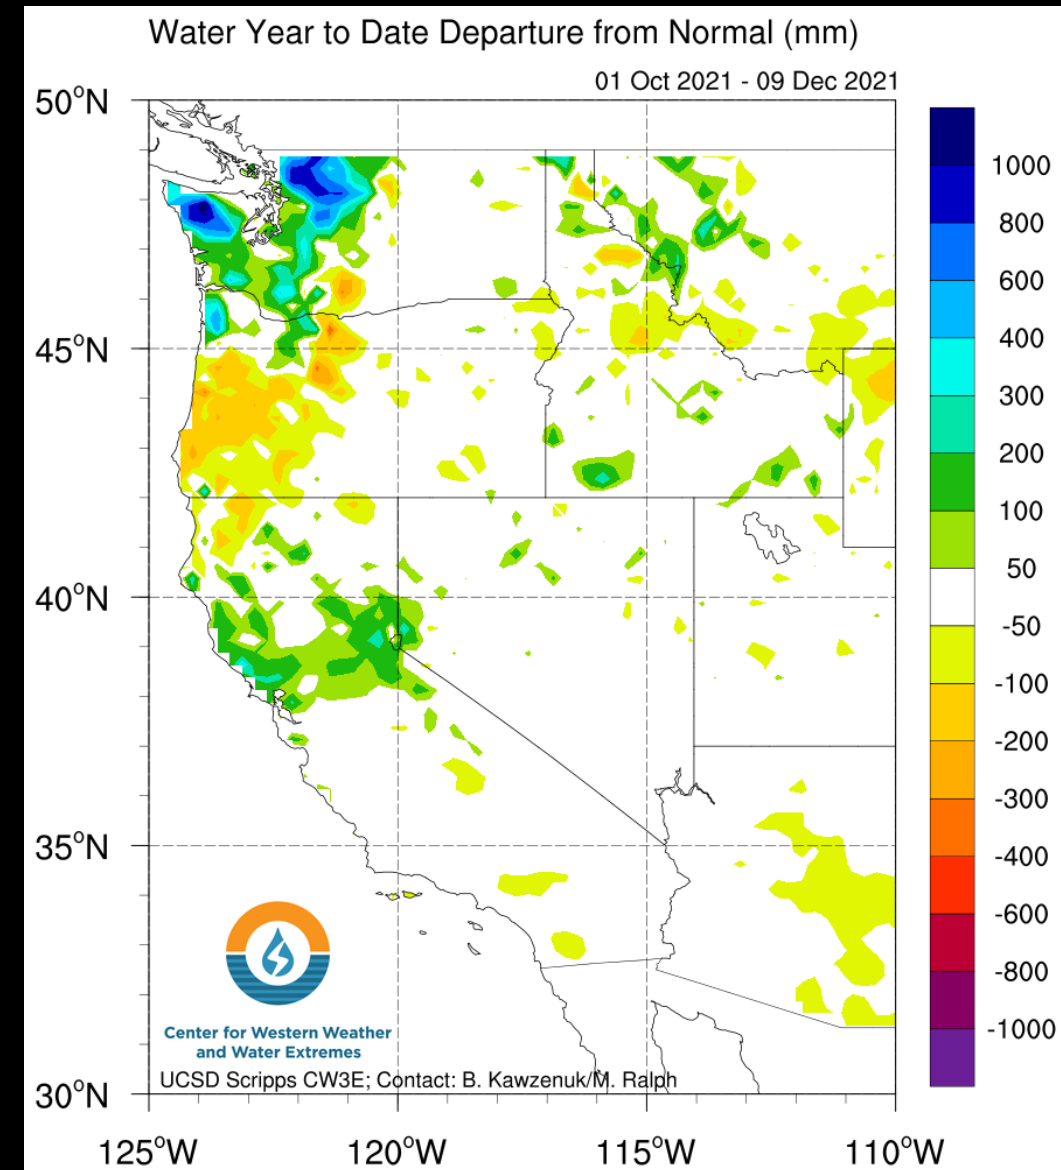 Water Year to Date Departure from Normal (mm)
01 Oct 2021 - 09 Dec 2021
50°N
45°N
40°N
35°N
30°N
125°W
120°W
115°W
110°W
1000
800
600
400
300
200
100
50
-50
-100
-200
-300
-400
-600
-800
-1000
Center for Western Weather
and Water Extremes
UCSD Scripps CW3E; Contact: B. Kawzenuk/M. Ralph